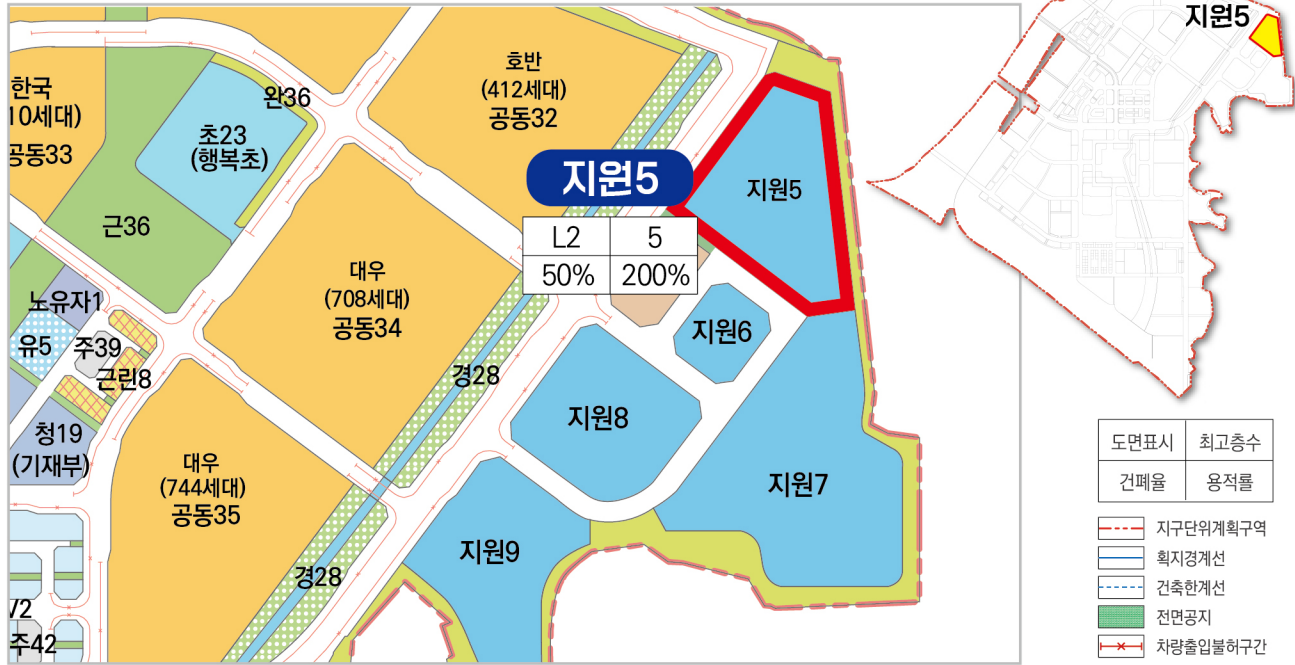 지원5
호반
(412세대)
공동32
한국
10세대)
공동33
완36
초23
(행복초)
지원5
지원5
L2 5
50% 200%
근36
대우
(708세대)
공동34
노유자1
유5
주39
근린8
지원6
경28
지원8
청19
(기재부)
대우
(744세대)
공동35
지원7
지원9
경28
V2
주42
도면표시 최고층수
건폐율 용적률
지구단위계획구역
획지경계선
건축한계선
전면공지
차량출입불허구간